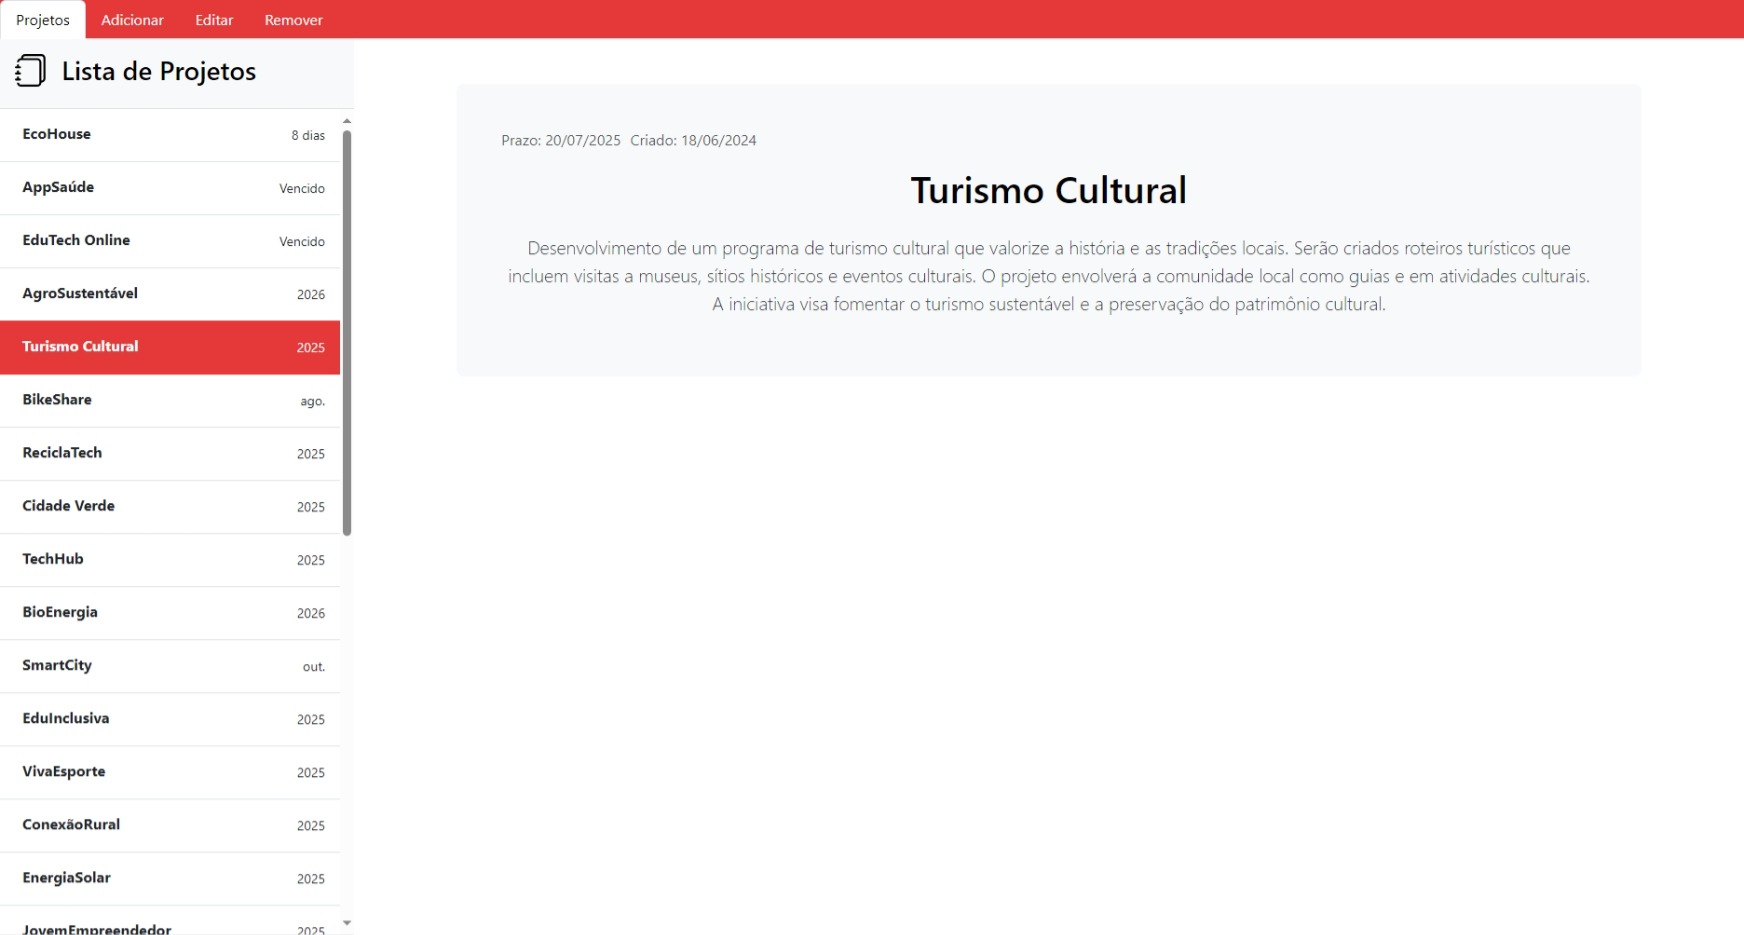 Projetos Adicionar Editar Remover
Lista de Projetos
EcoHouse 8 dias
AppSaúde Vencido
EduTech Online Vencido
AgroSustentável 2026
Turismo Cultural 2025
BikeShare ago.
ReciclaTech 2025
Cidade Verde 2025
TechHub 2025
BioEnergia 2026
SmartCity out.
EduInclusiva 2025
VivaEsporte 2025
ConexãoRural 2025
EnergiaSolar 2025
JovemEmpreendedor 2025
Prazo: 20/07/2025 Criado: 18/06/2024
Turismo Cultural
Desenvolvimento de um programa de turismo cultural que valorize a história e as tradições locais. Serão criados roteiros turísticos que
incluem visitas a museus, sítios históricos e eventos culturais. O projeto envolverá a comunidade local como guias e em atividades culturais.
A iniciativa visa fomentar o turismo sustentável e a preservação do patrimônio cultural.